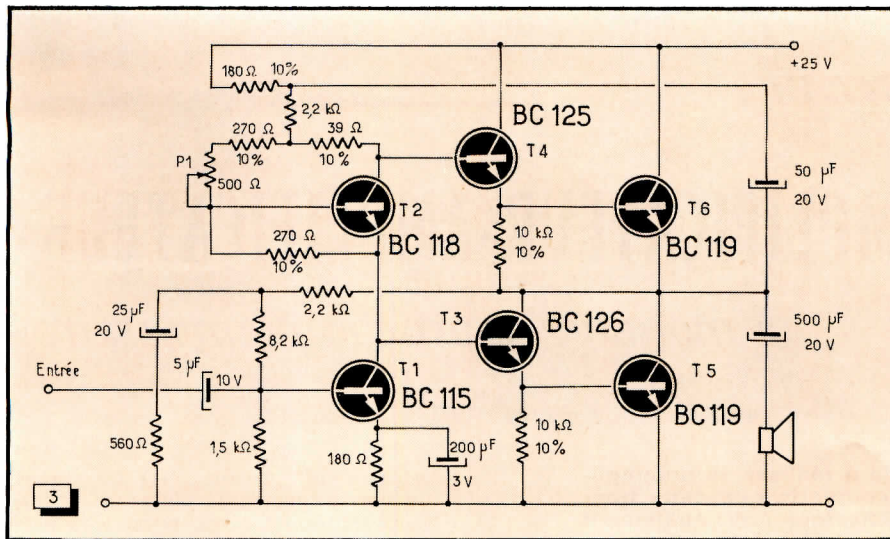 180 Ω 10%
+25 V
2,2 kΩ
BC 125
270 Ω
10%
39 Ω
10%
T4
P1
500 Ω
50 µF
20 V
T2
T6
BC 118
10 kΩ
10%
BC 119
270 Ω
10%
2,2 kΩ
25 µF
20 V
T3
BC 126
500 µF
20 V
8,2 kΩ
5 µF
10 V
Entrée
T1
T5
BC 115
BC 119
560 Ω
1,5 kΩ
180 Ω
200 µF
3 V
10 kΩ
10%
3